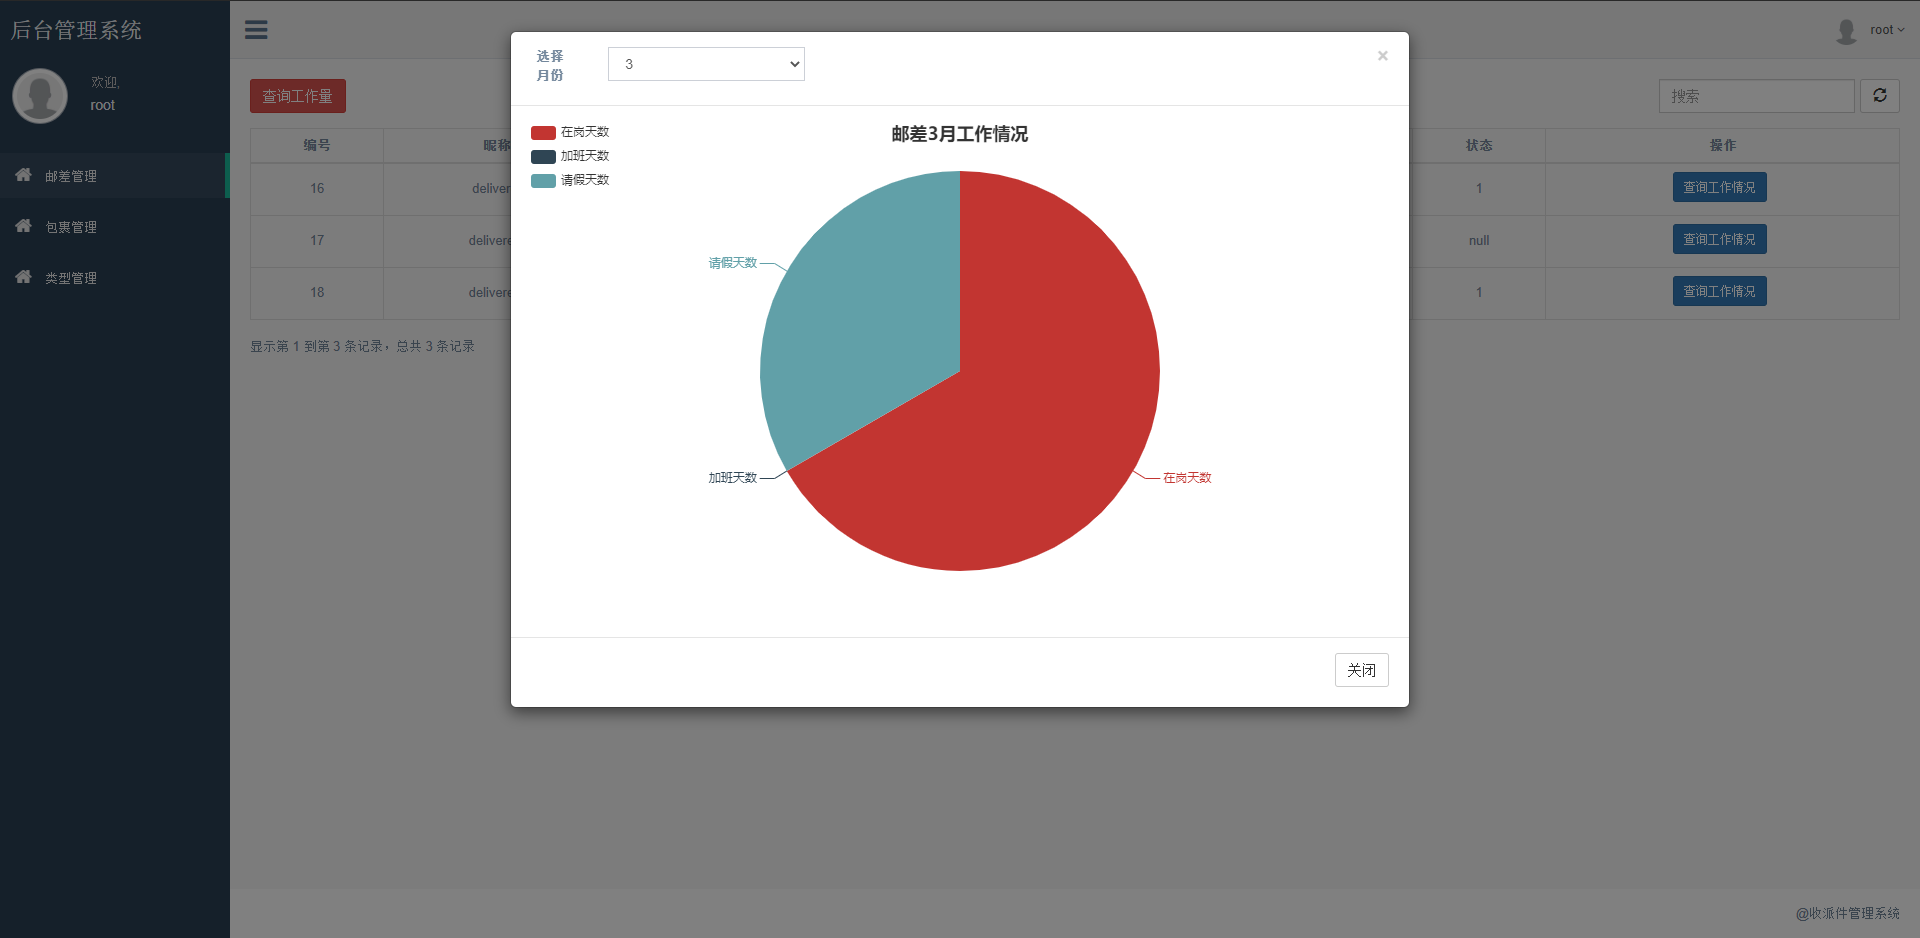 后台管理系统
欢迎,
root
邮差管理
包裹管理
类型管理
root
查询工作量
搜索
编号
昵称
状态
操作
16
deliver
1
查询工作情况
17
delivere
null
查询工作情况
18
delivere
1
查询工作情况
显示第 1 到第 3 条记录，总共 3 条记录
选择
月份
3
×
邮差3月工作情况
在岗天数
加班天数
请假天数
请假天数
加班天数
在岗天数
关闭
@收派件管理系统